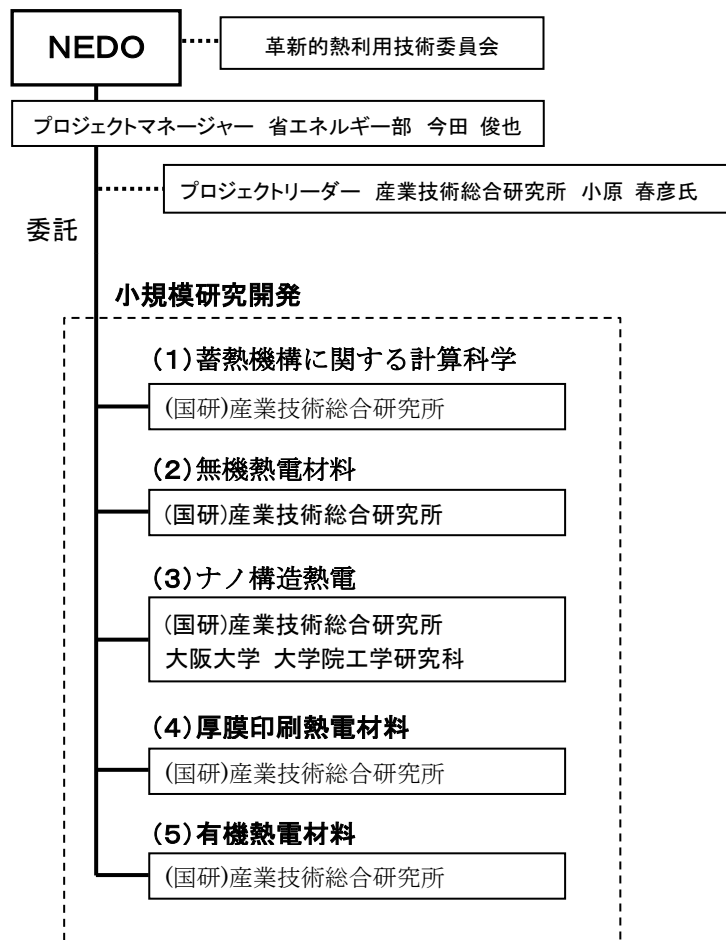 NEDO
革新的熱利用技術委員会
プロジェクトマネージャー 省エネルギー部 今田 俊也
プロジェクトリーダー 産業技術総合研究所 小原 春彦氏
委託
小規模研究開発
(1)蓄熱機構に関する計算科学
(国研)産業技術総合研究所
(2)無機熱電材料
(国研)産業技術総合研究所
(3)ナノ構造熱電
(国研)産業技術総合研究所
大阪大学 大学院工学研究科
(4)厚膜印刷熱電材料
(国研)産業技術総合研究所
(5)有機熱電材料
(国研)産業技術総合研究所